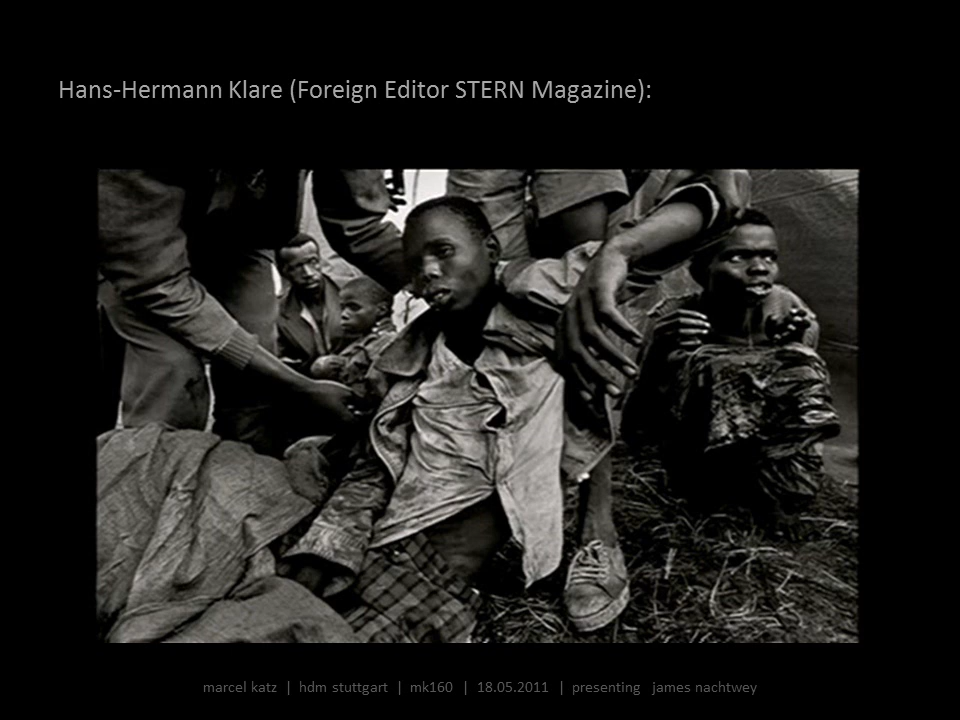 Hans-Hermann Klare (Foreign Editor STERN Magazine):
marcel katz | hdm stuttgart | mk160 | 18.05.2011 | presenting james nachtwey